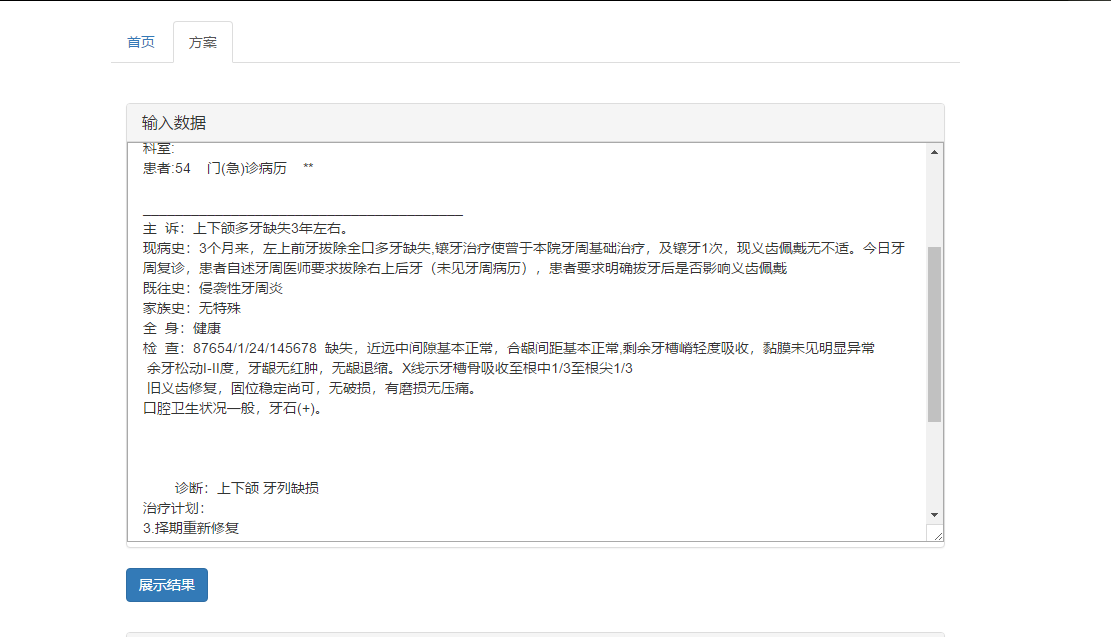 首页 方案
输入数据
科室:
患者:54 门(急)诊病历 **
________________________________________
主 诉：上下颌多牙缺失3年左右。
现病史：3个月来，左上前牙拔除全口多牙缺失,镶牙治疗使曾于本院牙周基础治疗，及镶牙1次，现义齿佩戴无不适。今日牙
周复诊，患者自述牙周医师要求拔除右上后牙（未见牙周病历），患者要求明确拔牙后是否影响义齿佩戴
既往史：侵袭性牙周炎
家族史：无特殊
全 身：健康
检 查：87654/1/24/145678 缺失，近远中间隙基本正常，合龈间距基本正常,剩余牙槽嵴轻度吸收，黏膜未见明显异常
余牙松动I-II度，牙龈无红肿，无龈退缩。X线示牙槽骨吸收至根中1/3至根尖1/3
旧义齿修复，固位稳定尚可，无破损，有磨损无压痛。
口腔卫生状况一般，牙石(+)。
诊断：上下颌 牙列缺损
治疗计划：
3.择期重新修复
展示结果